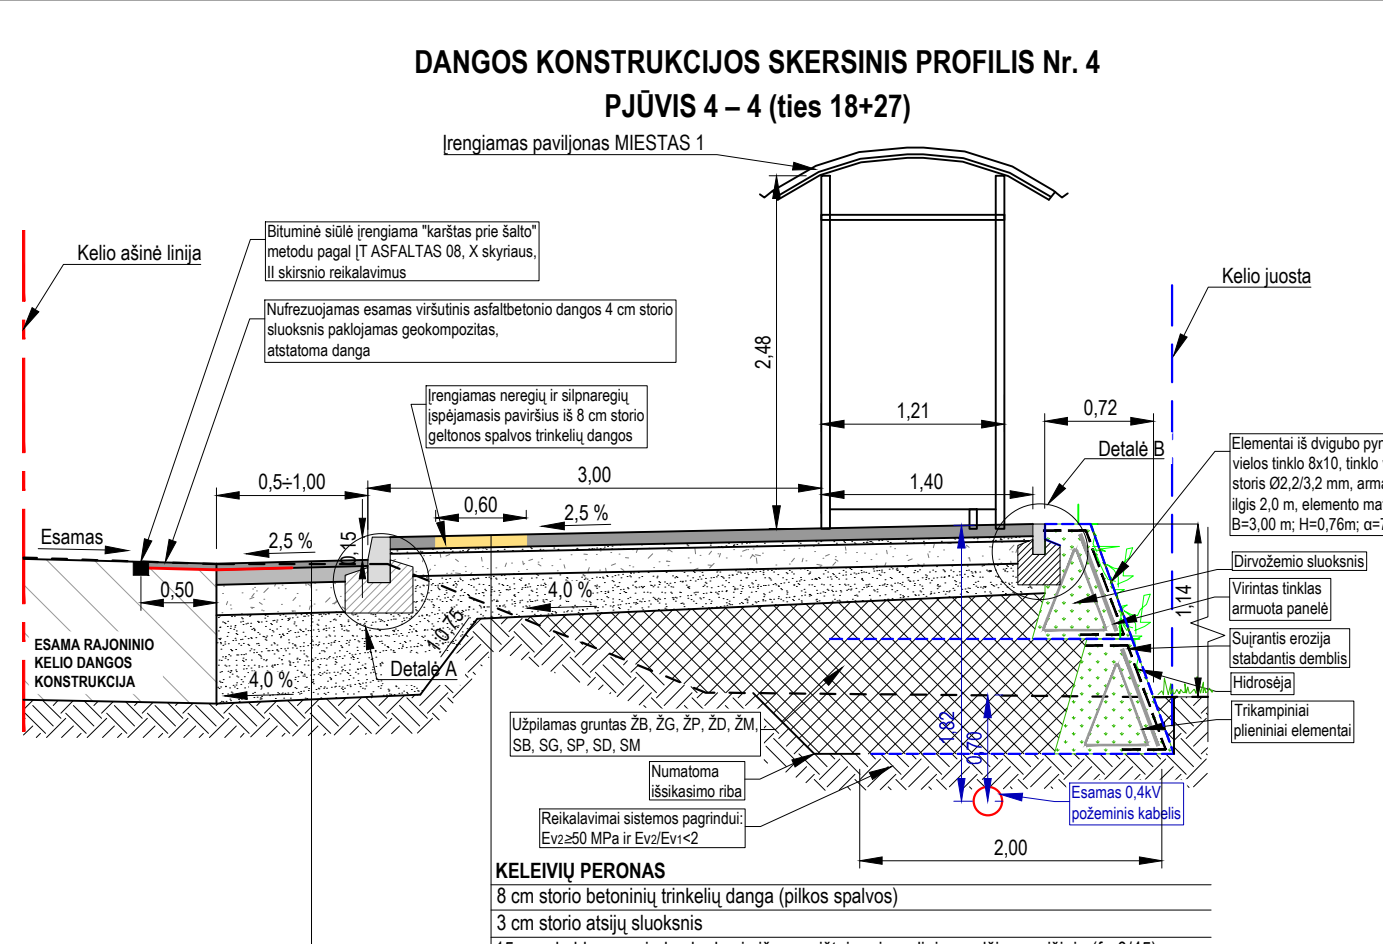 DANGOS KONSTRUKCIJOS SKERSINIS PROFILIS Nr. 4
PJŪVIS 4 – 4 (ties 18+27)
Įrengiamas paviljonas MIESTAS 1
Kelio ašinė linija
Bituminė siūlė įrengiama "karštas prie šalto"
metodu pagal ĮT ASFALTAS 08, X skyriaus,
II skirsnio reikalavimus
Nufrezuojamas esamas viršutinis asfaltbetonio dangos 4 cm storio
sluoksnis paklojamas geokompozitas,
atstatoma danga
Įrengiamas neregių ir silpnaregių
įspėjamasis paviršius iš 8 cm storio
geltonos spalvos trinkelių dangos
Kelio juosta
2,48
1,21
0,72
Detalė B
Elementai iš dvigubo
vielos tinklo 8x10, tinklo
storis Ø2,2/3,2 mm,
ilgis 2,0 m, elemento
B=3,00 m; H=0,76m;
0,5÷1,00
3,00
1,40
0,60
2,5 %
Esamas
2,5 %
0,15
0,50
4,0 %
1:0,75
Detalė A
4,0 %
ESAMA RAJONINIO
KELIO DANGOS
KONSTRUKCIJA
Dirvožemio sluoksnis
Virintas tinklas
armuota panelė
1,14
Suįrantis erozija
stabdantis demblis
Hidrosėja
Trikampiniai
plieniniai elementai
Užpilamas gruntas ŽB, ŽG, ŽP, ŽD, ŽM,
SB, SG, SP, SD, SM
1,82
0,70
Numatoma
išsikasimo riba
Esamas 0,4kV
požeminis kabelis
Reikalavimai sistemos pagrindui:
Ev2≥50 MPa ir Ev2/Ev1<2
2,00
KELEIVIŲ PERONAS
8 cm storio betoninių trinkelių danga (pilkos spalvos)
3 cm storio atsijų sluoksnis